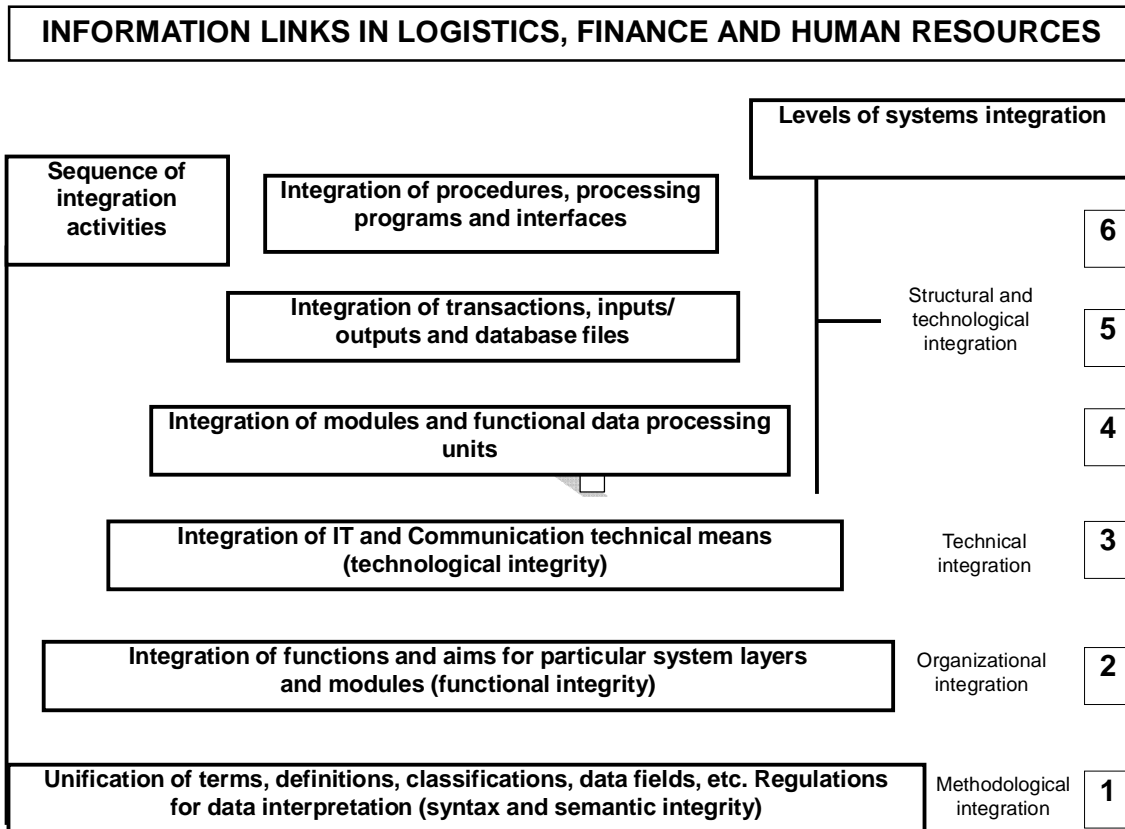 INFORMATION LINKS IN LOGISTICS, FINANCE AND HUMAN RESOURCES
Levels of systems integration
Sequence of
integration
activities
Integration of procedures, processing
programs and interfaces
6
Integration of transactions, inputs/
outputs and database files
Structural and
technological
integration
5
Integration of modules and functional data processing
units
4
Integration of IT and Communication technical means
(technological integrity)
Technical
integration
3
Integration of functions and aims for particular system layers
and modules (functional integrity)
Organizational
integration
2
Unification of terms, definitions, classifications, data fields, etc. Regulations
for data interpretation (syntax and semantic integrity)
Methodological
integration
1